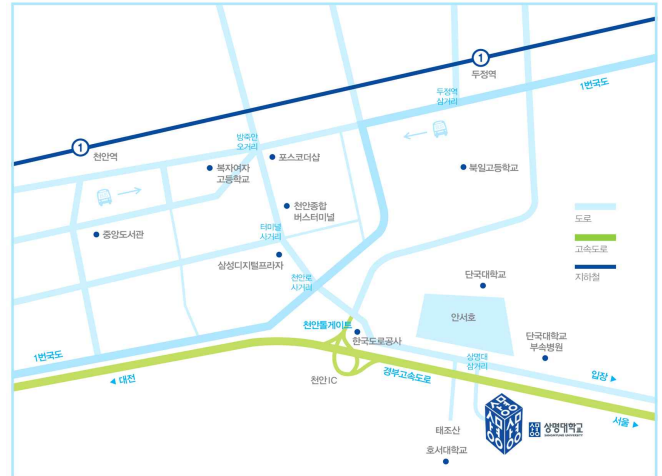 1
두정역
1번국도
두정역
삼거리
방죽안
오거리
1
천안역
포스코더샵
복자여자
고등학교
북일고등학교
천안종합
버스터미널
중앙도서관
터미널
사거리
도로
고속도로
지하철
삼성디지털프라자
천안로
사거리
단국대학교
안서호
천안톨게이트
한국도로공사
단국대학교
부속병원
1번국도
상명대
삼거리
◀ 대전
천안 IC
경부고속도로
입장 ▶
서울 ▶
태조산
호서대학교
상명대학교
SANGMYUNG UNIVERSITY